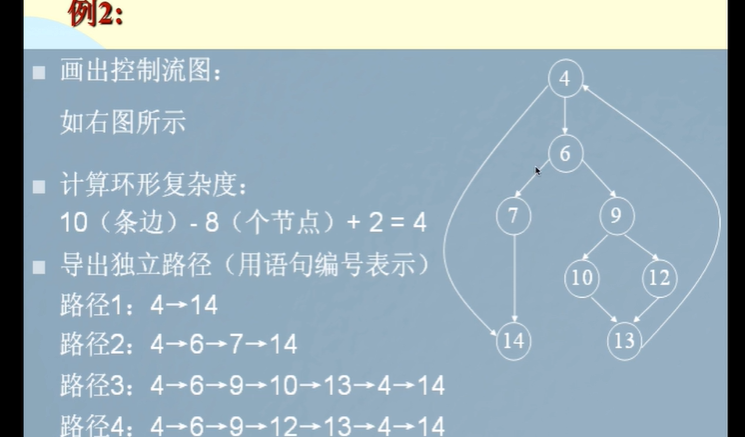 例2:
画出控制流图：
如右图所示
计算环形复杂度：
10（条边）- 8（个节点）+ 2 = 4
导出独立路径（用语句编号表示）
路径1：4→14
路径2：4→6→7→14
路径3：4→6→9→10→13→4→14
路径4：4→6→9→12→13→4→14
4
6
7
9
10
12
14
13